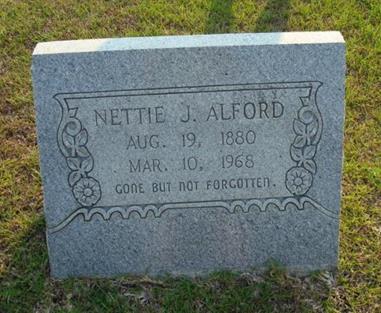 NETTIE J. ALFORD
AUG. 19, 1880
MAR. 10, 1968
GONE BUT NOT FORGOTTEN.